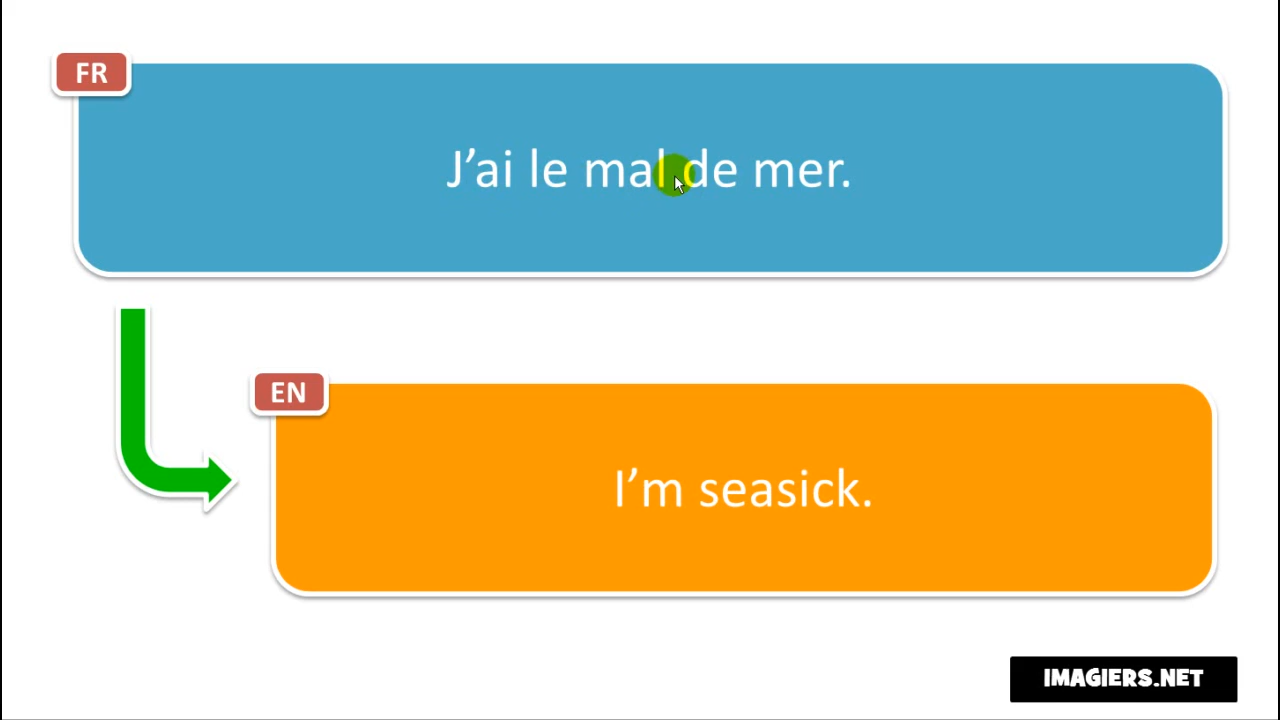 FR
J’ai le mal de mer.
EN
I’m seasick.
IMAGIERS.NET